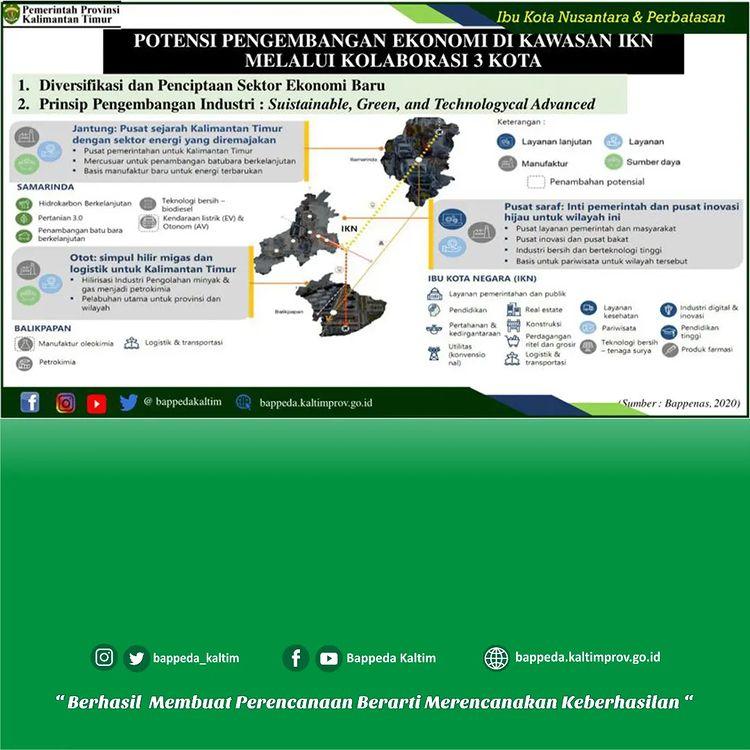 Pemerintah Provinsi
Kalimantan Timur
Ibu Kota Nusantara & Perbatasan
POTENSI PENGEMBANGAN EKONOMI DI KAWASAN IKN
MELALUI KOLABORASI 3 KOTA
1. Diversifikasi dan Penciptaan Sektor Ekonomi Baru
2. Prinsip Pengembangan Industri : Suistainable, Green, and Technologycal Advanced
Jantung: Pusat sejarah Kalimantan Timur
dengan sektor energi yang diremajakan
• Pusat pemerintahan untuk Kalimantan Timur
• Mercusuar untuk penambangan batubara berkelanjutan
• Basis manufaktur baru untuk energi terbarukan
SAMARINDA
Hidrokarbon Berkelanjutan
Pertanian 3.0
Penambangan batu bara
berkelanjutan
Teknologi bersih –
biodiesel
Kendaraan listrik (EV) &
Otonom (AV)
Otot: simpul hilir migas dan
logistik untuk Kalimantan Timur
• Hilirisasi Industri Pengolahan minyak &
gas menjadi petrokimia
• Pelabuhan utama untuk provinsi dan
wilayah
BALIKPAPAN
Manufaktur oleokimia
Logistik & transportasi
Petrokimia
Samarinda
IKN
Balikpapan
Keterangan :
Layanan lanjutan
Layanan
Manufaktur
Sumber daya
Penambahan potensial
Pusat saraf: Inti pemerintah dan pusat inovasi
hijau untuk wilayah ini
• Pusat layanan pemerintah dan masyarakat
• Pusat inovasi dan pusat bakat
• Industri bersih dan berteknologi tinggi
• Basis untuk pariwisata untuk wilayah tersebut
IBU KOTA NEGARA (IKN)
Layanan pemerintahan dan publik
Pendidikan
Pertahanan &
kedirgantaraan
Utilitas
(konvensio
nal)
Real estate
Konstruksi
Perdagangan
ritel dan grosir
Logistik &
transportasi
Layanan
kesehatan
Pariwisata
Teknologi bersih
– tenaga surya
Industri digital &
inovasi
Pendidikan
tinggi
Produk farmasi
@ bappedakaltim
bappeda.kaltimprov.go.id
(Sumber : Bappenas, 2020)
bappeda_kaltim
Bappeda Kaltim
bappeda.kaltimprov.go.id
“ Berhasil Membuat Perencanaan Berarti Merencanakan Keberhasilan “